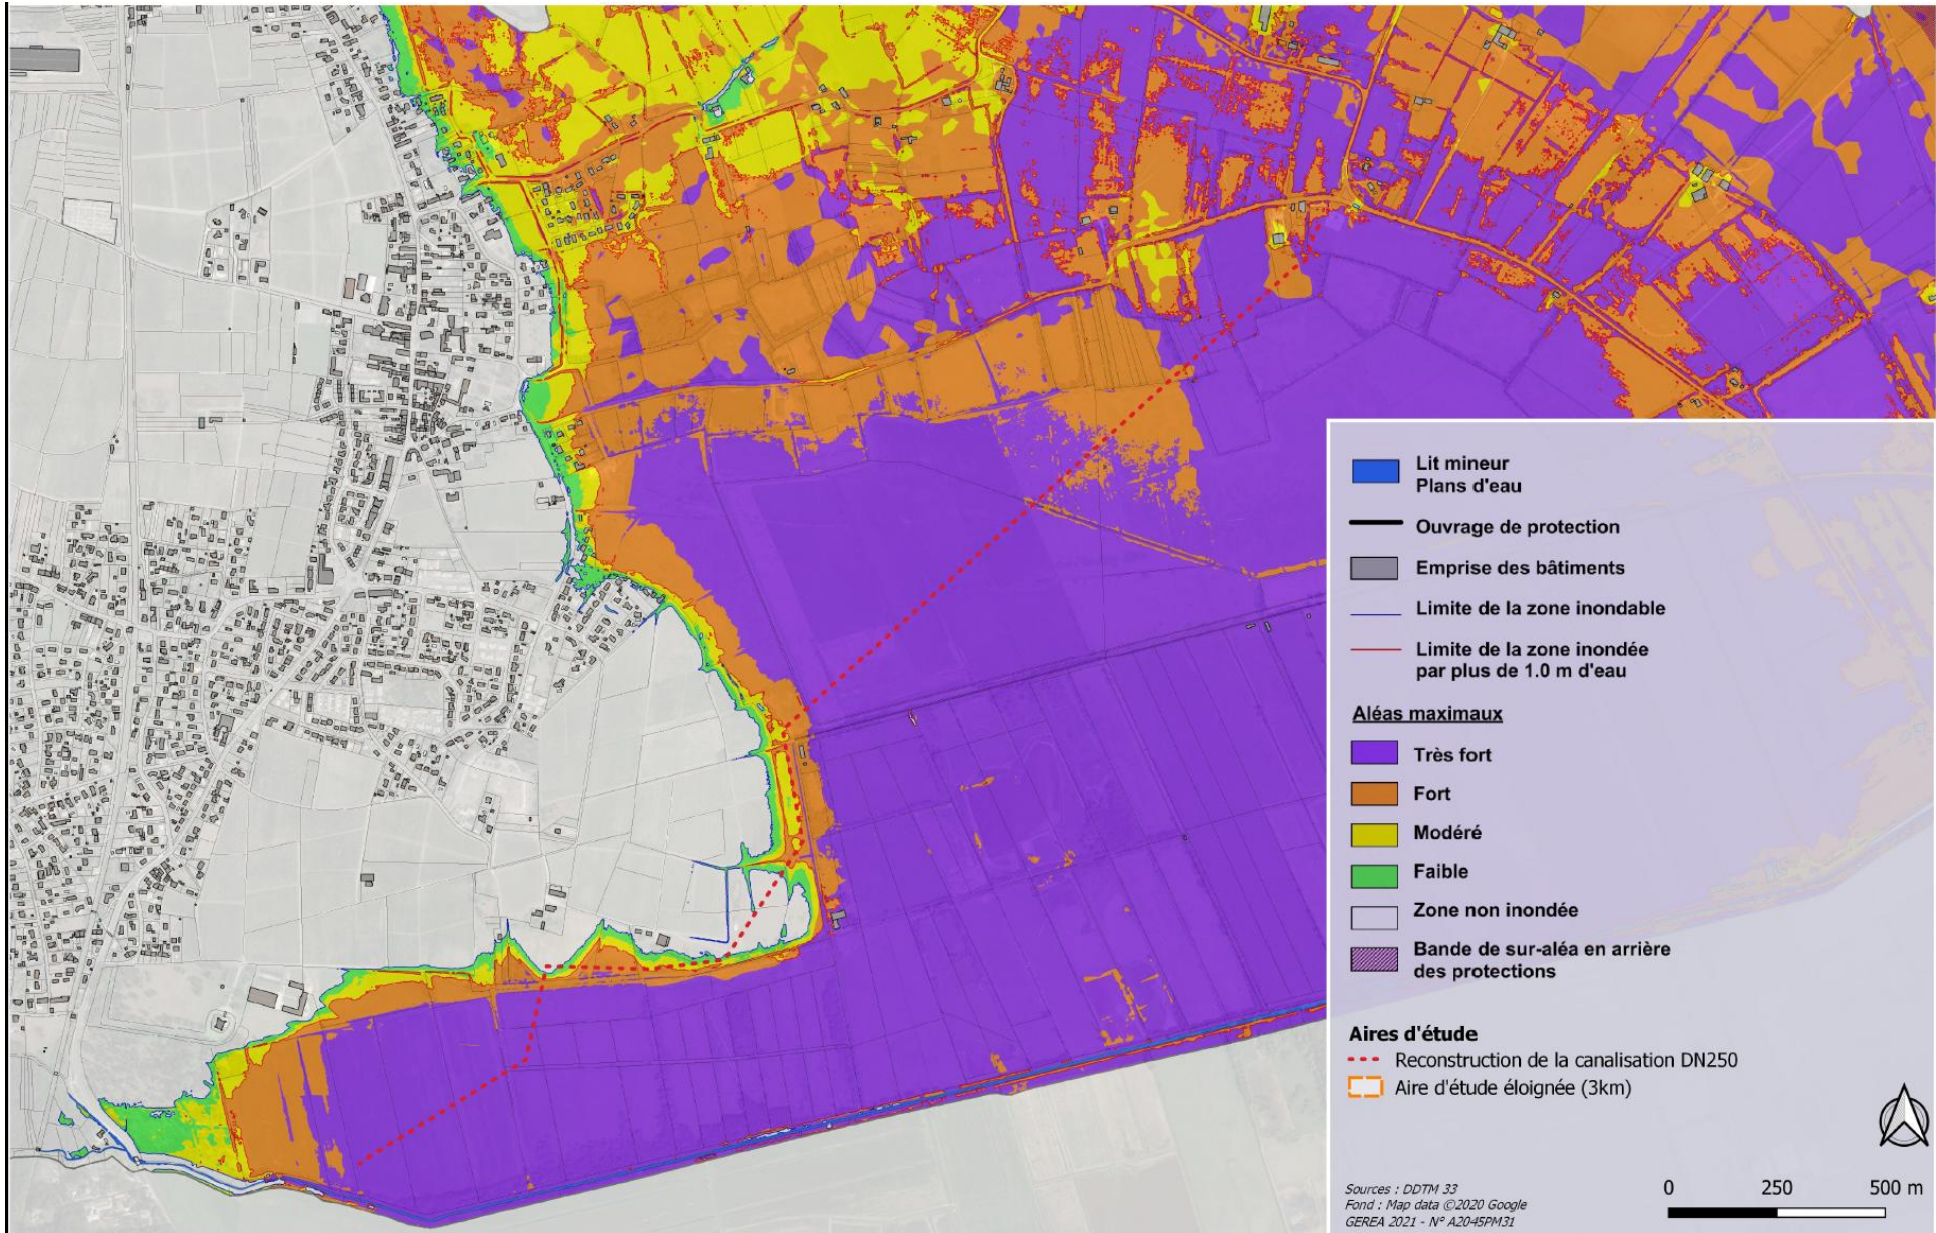 Lit mineur
Plans d'eau
Ouvrage de protection
Emprise des bâtiments
Limite de la zone inondable
Limite de la zone inondée
par plus de 1.0 m d'eau
Aléas maximaux
Très fort
Fort
Modéré
Faible
Zone non inondée
Bande de sur-aléa en arrière
des protections
Aires d'étude
Reconstruction de la canalisation DN250
Aire d'étude éloignée (3km)
Sources : DDTM 33
Fond : Map data ©2020 Google
GEREA 2021 - N° A2045PM31
0 250 500 m